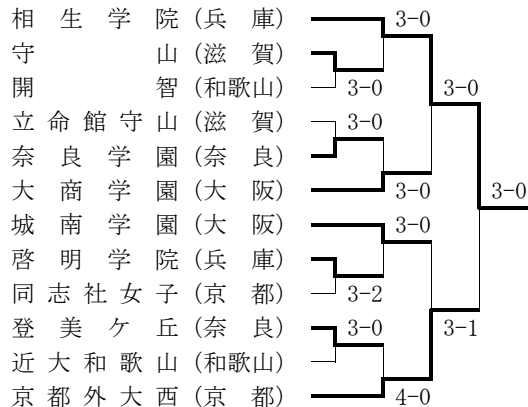 相生学院(兵庫) 3-0
守山(滋賀)
開智(和歌山) 3-0 3-0
立命館守山(滋賀) 3-0
奈良学園(奈良)
大商学園(大阪) 3-0 3-0
城南学園(大阪) 3-0
啓明学院(兵庫)
同志社女子(京都) 3-2
登美ケ丘(奈良) 3-0 3-1
近大和歌山(和歌山)
京都外大西(京都) 4-0